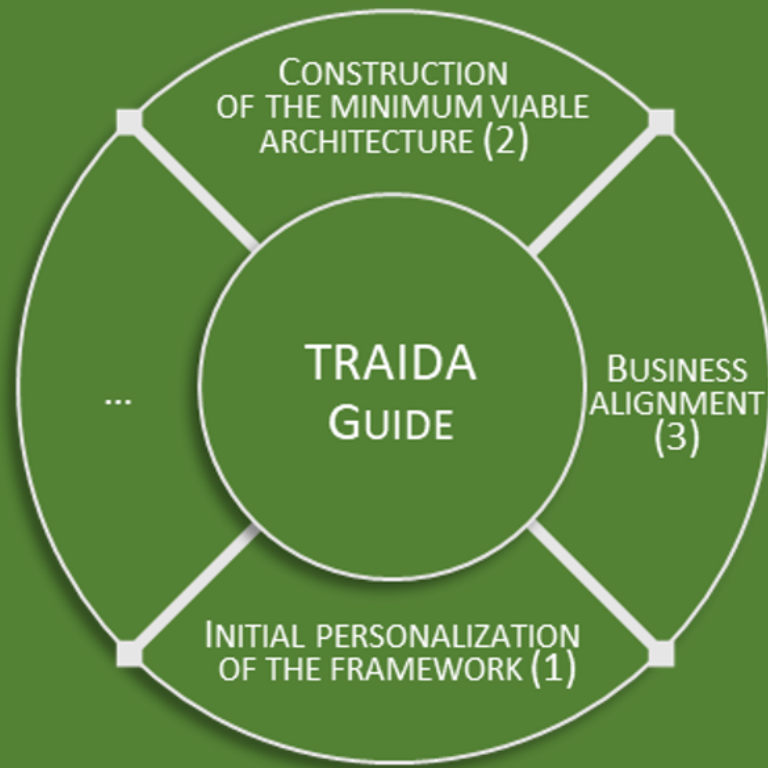 CONSTRUCTION
OF THE MINIMUM VIABLE
ARCHITECTURE (2)
TRAIDA
GUIDE
...
BUSINESS
ALIGNMENT
(3)
INITIAL PERSONALIZATION
OF THE FRAMEWORK (1)